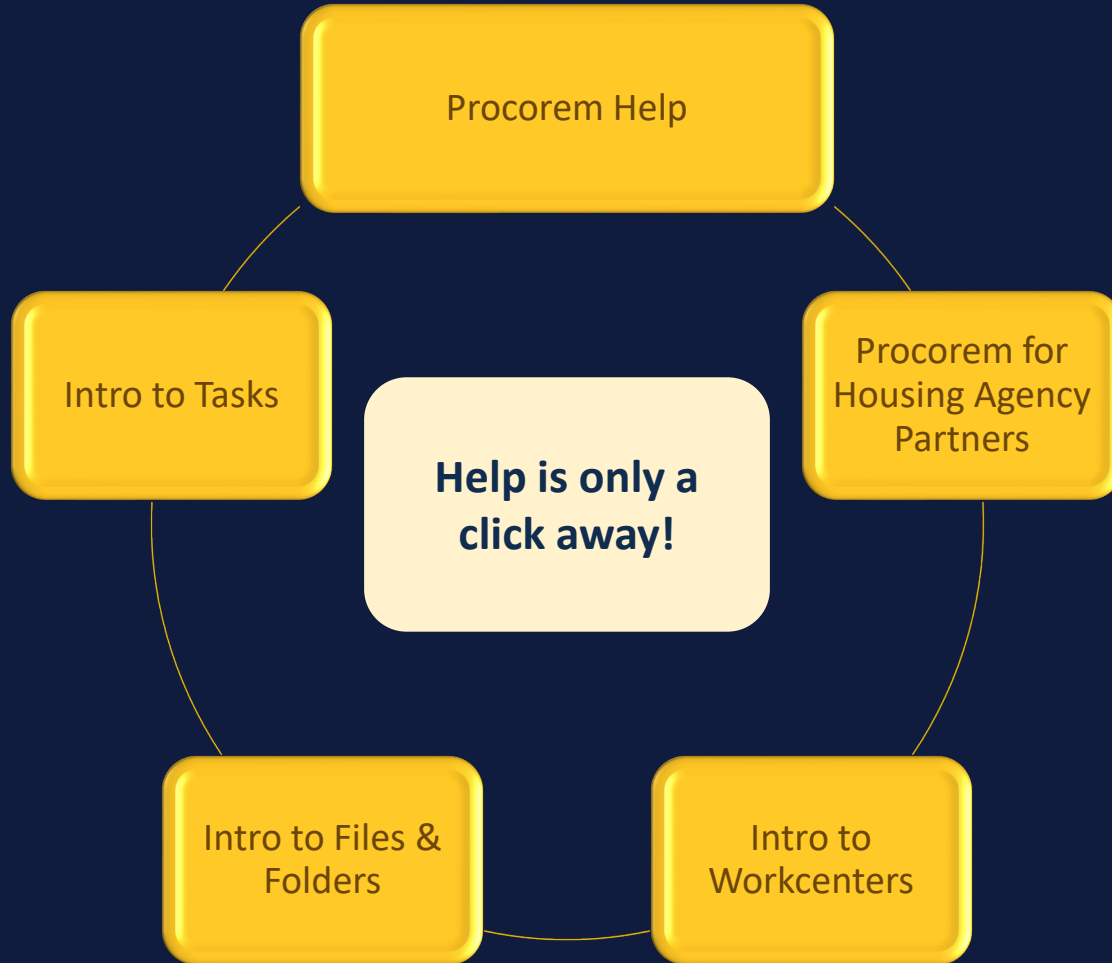 Procorem Help
Procorem for
Housing Agency
Partners
Intro to Tasks
Help is only a
click away!
Intro to Files &
Folders
Intro to
Workcenters